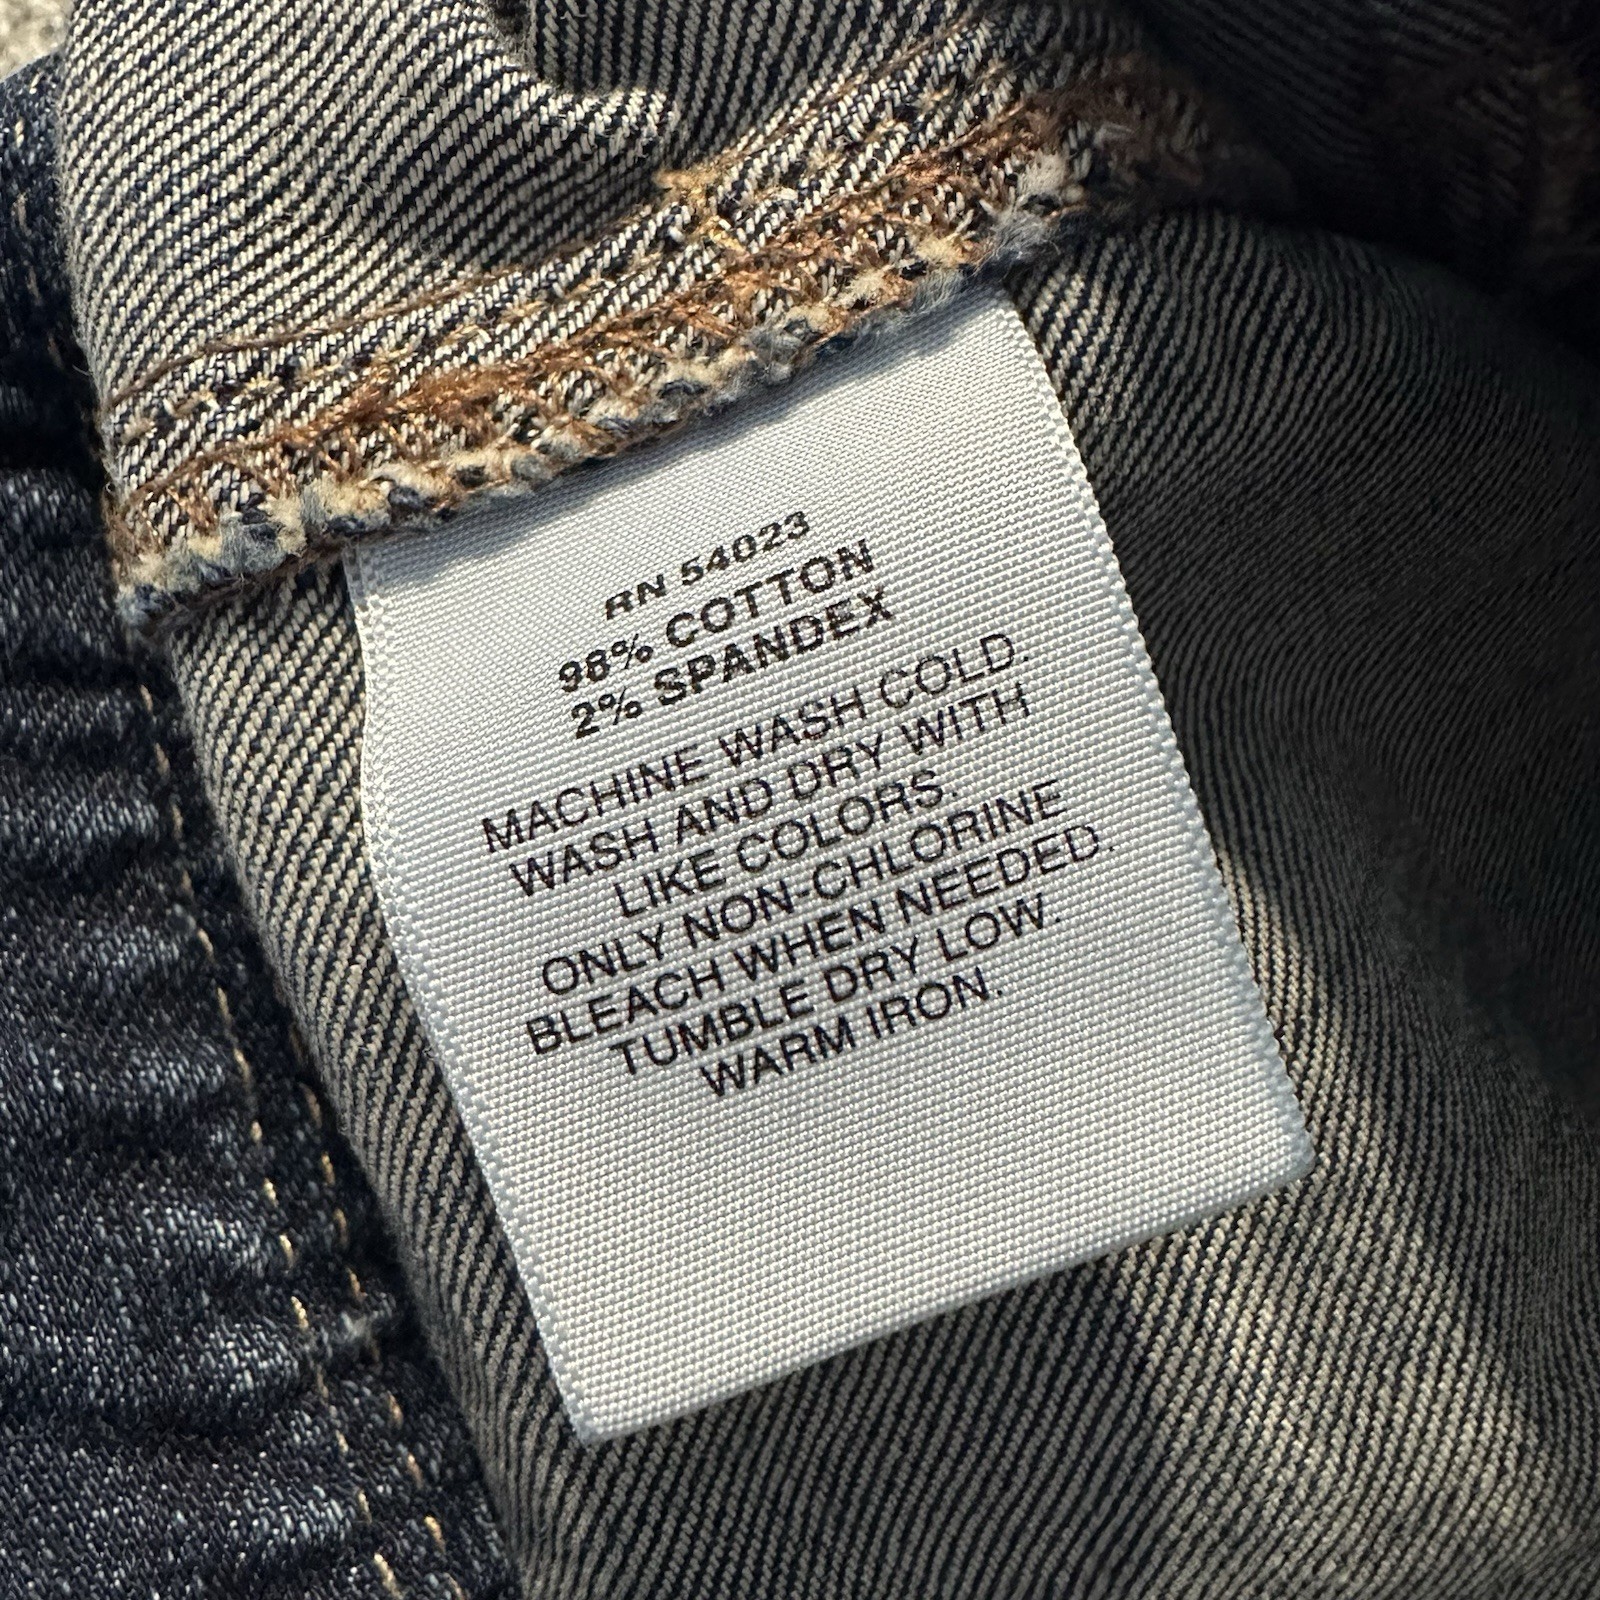 RN 54023
98% COTTON
2% SPANDEX
MACHINE WASH COLD.
WASH AND DRY WITH
LIKE COLORS.
ONLY NON-CHLORINE
BLEACH WHEN NEEDED.
TUMBLE DRY LOW.
WARM IRON.